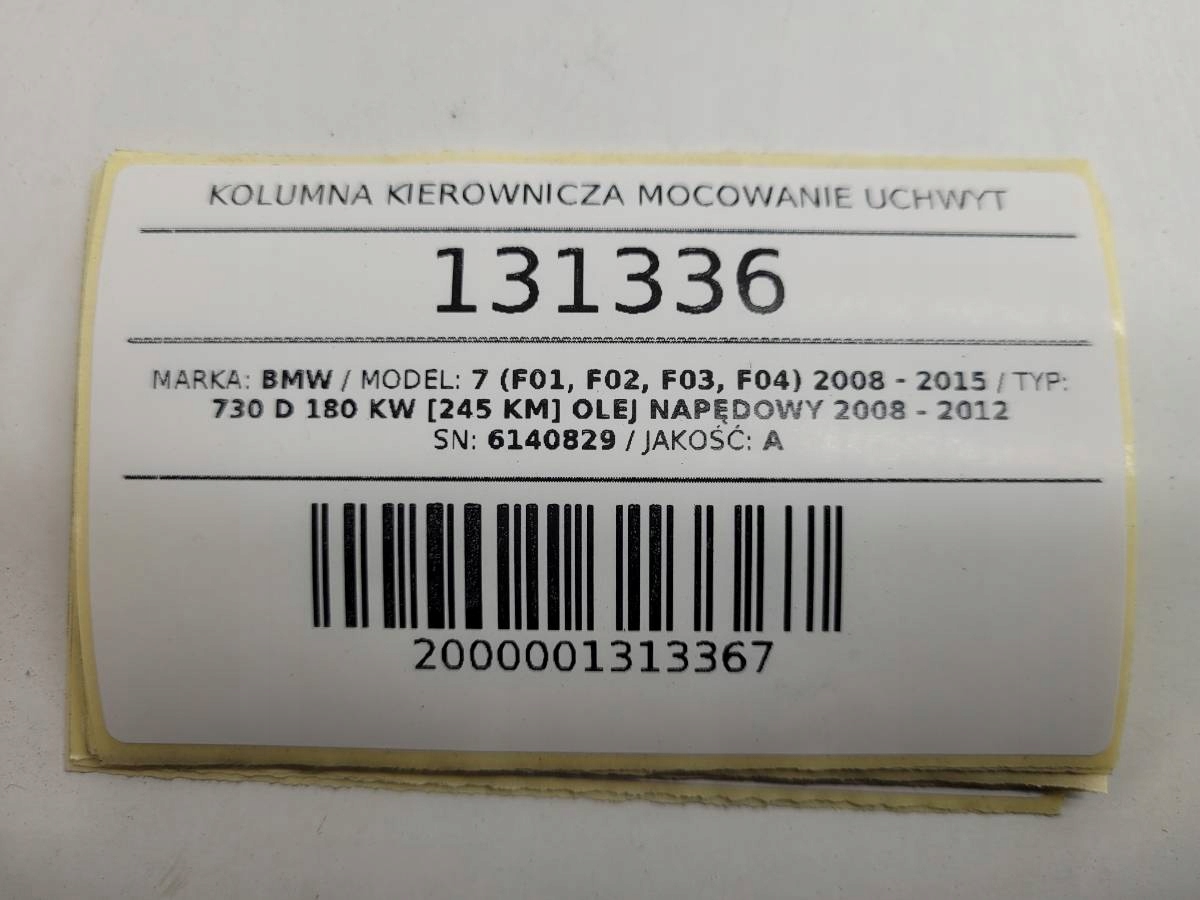 KOLUMNA KIEROWNICZA MOCOWANIE UCHWYT
131336
MARKA: BMW / MODEL: 7 (F01, F02, F03, F04) 2008 - 2015 / TYP:
730 D 180 KW [245 KM] OLEJ NAPĘDOWY 2008 - 2012
SN: 6140829 / JAKOŚĆ: A
2000001313367